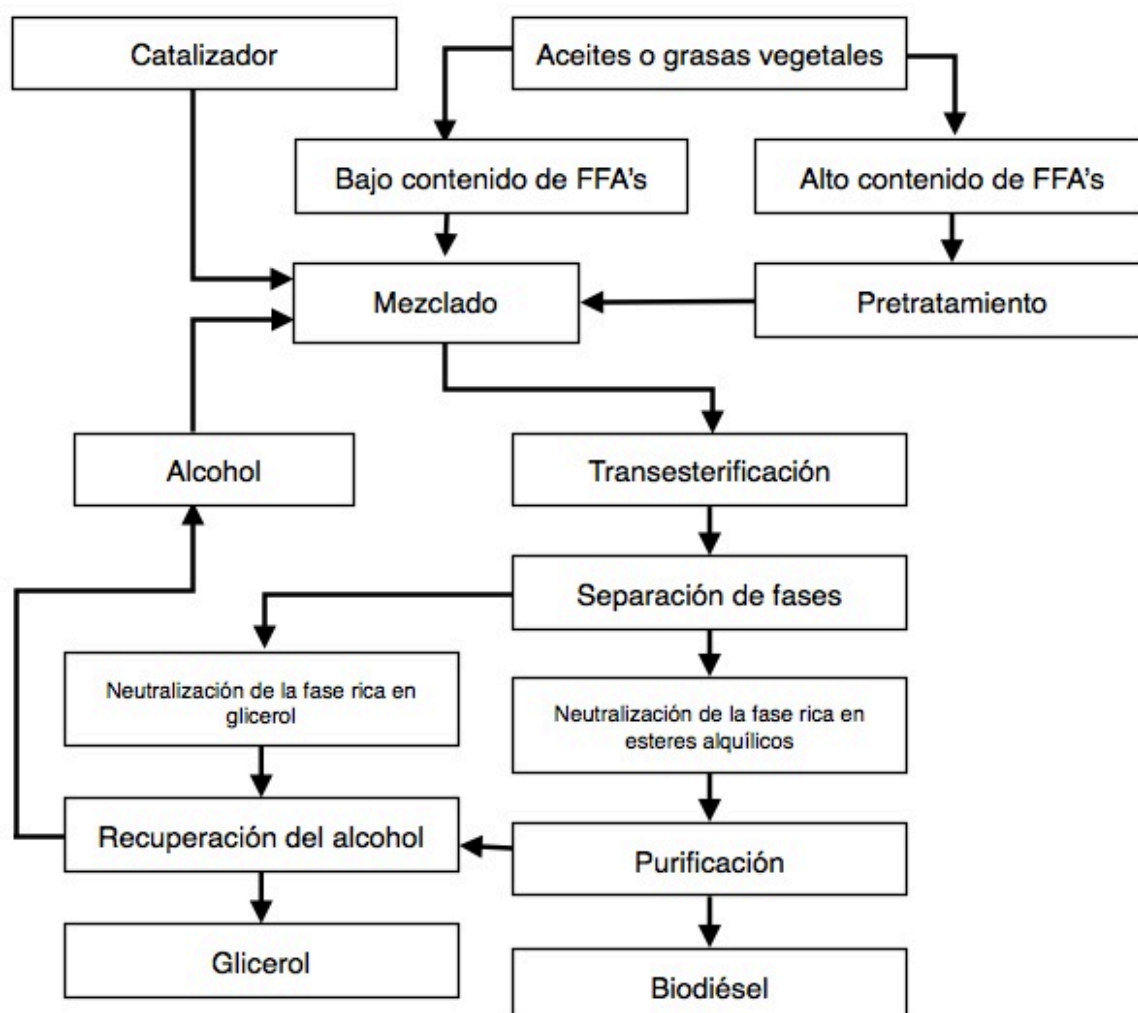 Catalizador
Aceites o grasas vegetales
Bajo contenido de FFA's
Alto contenido de FFA's
Mezclado
Pretratamiento
Alcohol
Transesterificación
Separación de fases
Neutralización de la fase rica en
glicerol
Neutralización de la fase rica en
esteres alquílicos
Recuperación del alcohol
Purificación
Glicerol
Biodiésel